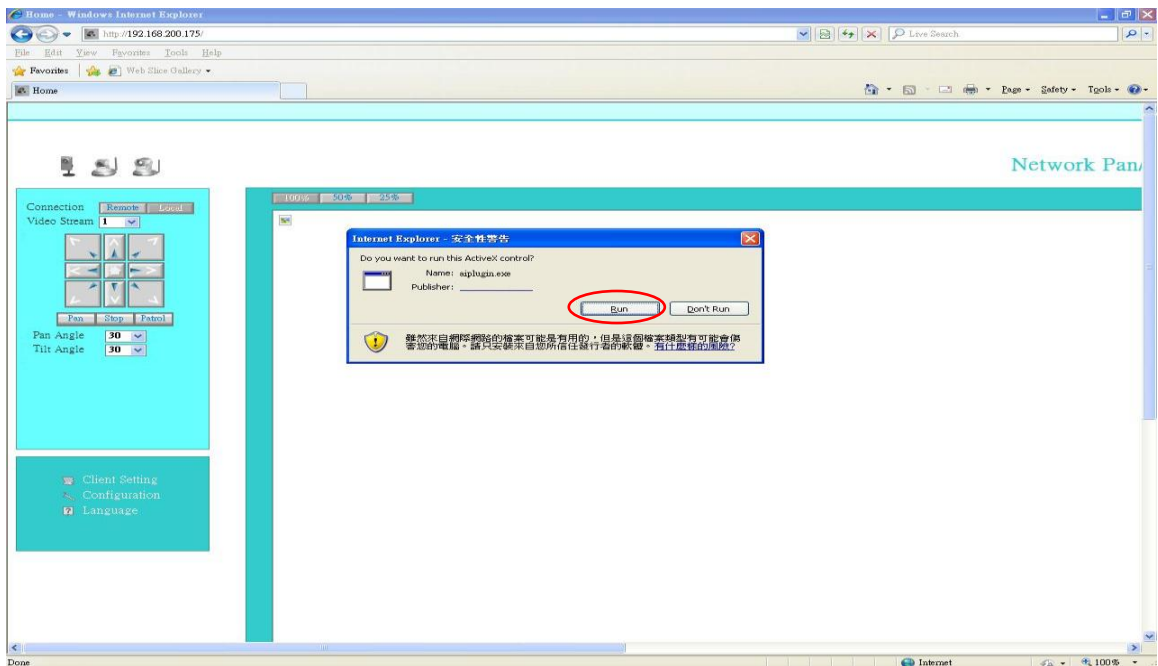 Home - Windows Internet Explorer
http://192.168.200.175/
Live Search
File Edit View Favorites Tools Help
Favorites Web Slice Gallery
Home
Page Safety Tools
Network Pan/
Connection Remote Local
Video Stream 1
Pan Stop Patrol
Pan Angle 30
Tilt Angle 30
Client Setting
Configuration
Language
100% 50% 25%
Internet Explorer - 安全性警告
Do you want to run this ActiveX control?
Name: aiplugin.exe
Publisher:
Run Don't Run
雖然來自網際網路的檔案可能是有用的，但是這個檔案類型有可能會傷
害您的電腦。請只安裝來自您所信任發行者的軟體。有什麼樣的風險?
Done
Internet
100%